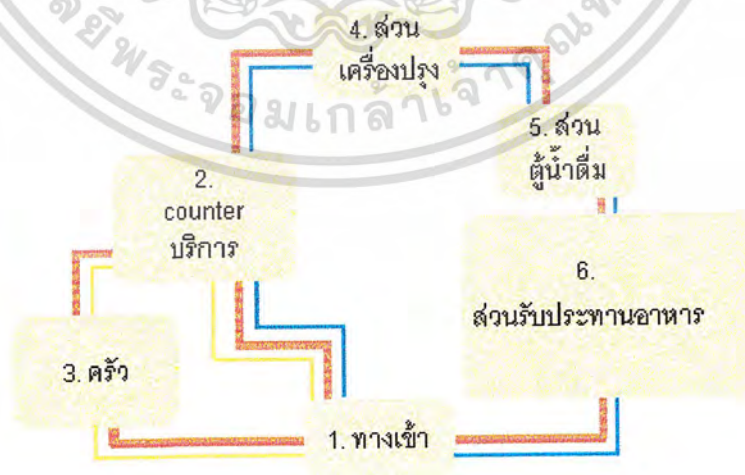 4. ส่วน
เครื่องปรุง
5. ส่วน
ตู้น้ำดื่ม
2.
counter
บริการ
6.
ส่วนรับประทานอาหาร
3. ครัว
1. ทางเข้า